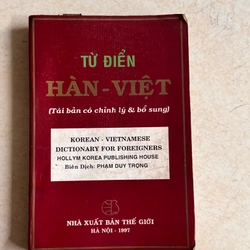 TỪ ĐIỂN
HÀN - VIỆT
(Tái bản có chỉnh lý & bổ sung)
KOREAN - VIETNAMESE
DICTIONARY FOR FOREIGNERS
HOLLYM KOREA PUBLISHING HOUSE
Biên Dịch: PHẠM DUY TRỌNG
NHÀ XUẤT BẢN THẾ GIỚI
HÀ NỘI - 1997